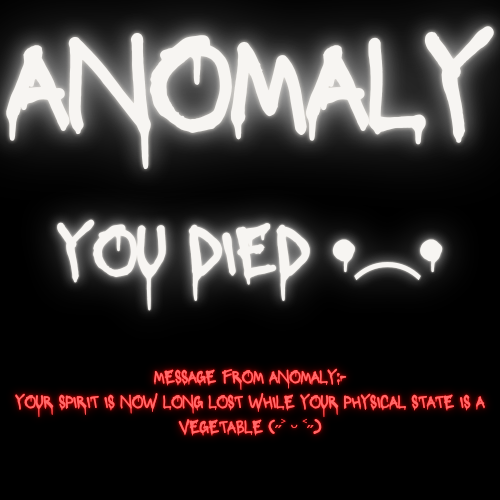 ANOMALY
YOU DIED •︵•
MESSAGE FROM ANOMALY;-
YOUR SPIRIT IS NOW LONG LOST WHILE YOUR PHYSICAL STATE IS A
VEGETABLE (˶˃ ᵕ ˂˶)